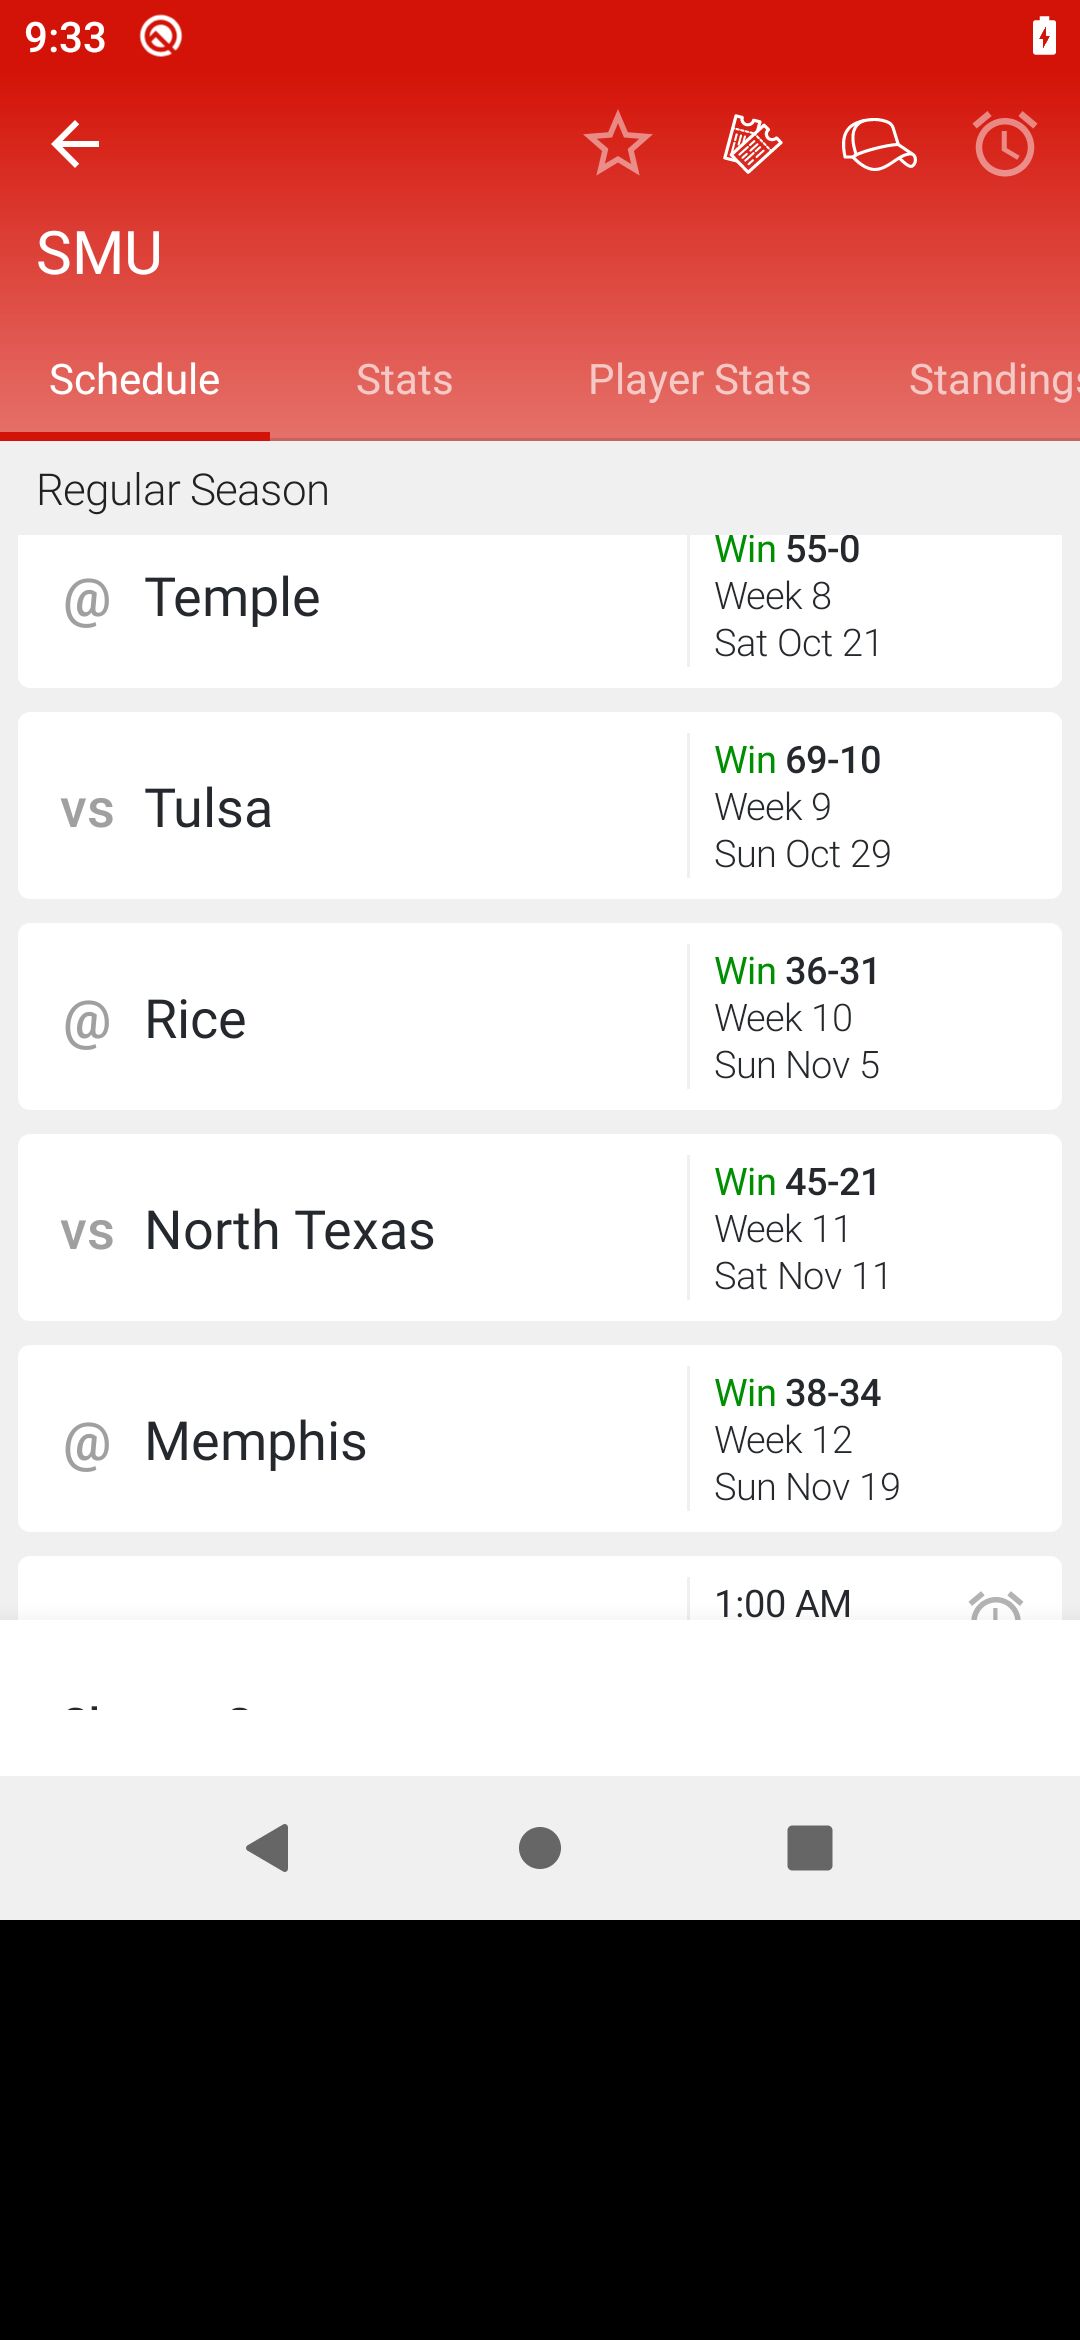 9:33
SMU
Schedule Stats Player Stats Standings
Regular Season
Win 55-0
@ Temple
Week 8
Sat Oct 21
Win 69-10
vs Tulsa
Week 9
Sun Oct 29
Win 36-31
@ Rice
Week 10
Sun Nov 5
Win 45-21
vs North Texas
Week 11
Sat Nov 11
Win 38-34
@ Memphis
Week 12
Sun Nov 19
1:00 AM